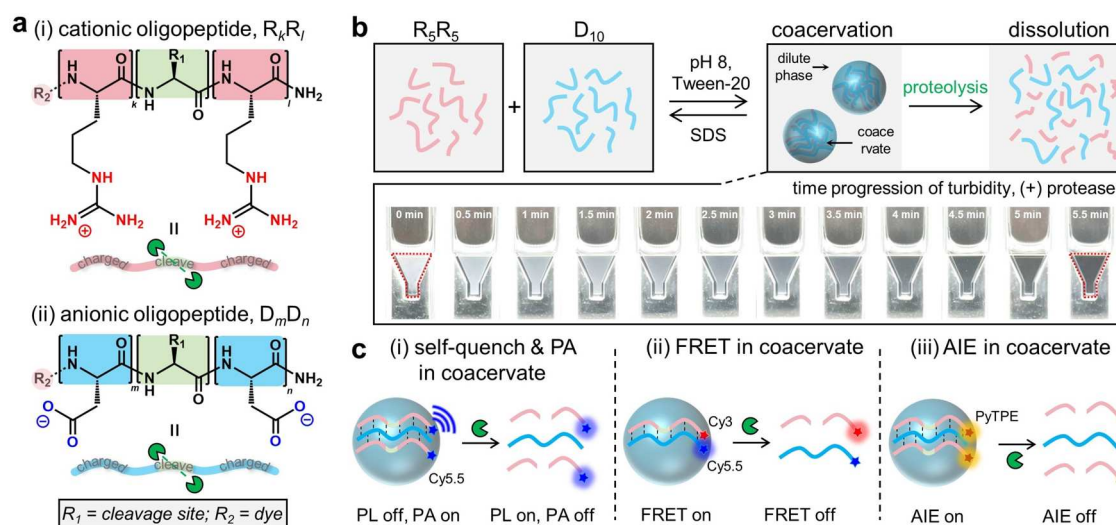 a
(i) cationic oligopeptide, RkRl
R2
H
N
O
R1
N
H
O
H
N
O
NH2
k
l
NH
NH
H2N
NH2
H2N
NH2
⊕
⊕
=
charged
cleave
charged
(ii) anionic oligopeptide, DmDn
R2
H
N
O
R1
N
H
O
H
N
O
NH2
m
n
⊖O
O
O
O⊖
=
charged
cleave
charged
R1 = cleavage site; R2 = dye
b
R5R5
+
D10
pH 8,
Tween-20
SDS
coacervation
dilute
phase
coace
rvate
proteolysis
dissolution
time progression of turbidity, (+) protease
0 min
0.5 min
1 min
1.5 min
2 min
2.5 min
3 min
3.5 min
4 min
4.5 min
5 min
5.5 min
c
(i) self-quench & PA
in coacervate
Cy5.5
PL off, PA on
PL on, PA off
(ii) FRET in coacervate
Cy3
Cy5.5
FRET on
FRET off
(iii) AIE in coacervate
PyTPE
AIE on
AIE off